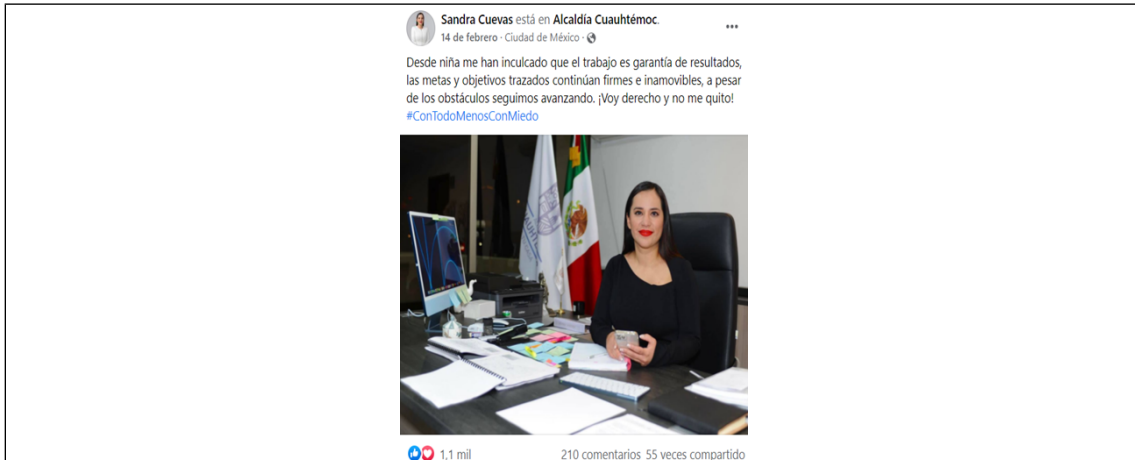 Sandra Cuevas está en Alcaldía Cuauhtémoc.
14 de febrero · Ciudad de México ·
Desde niña me han inculcado que el trabajo es garantía de resultados,
las metas y objetivos trazados continúan firmes e inamovibles, a pesar
de los obstáculos seguimos avanzando. ¡Voy derecho y no me quito!
#ConTodoMenosConMiedo
1,1 mil
210 comentarios 55 veces compartido